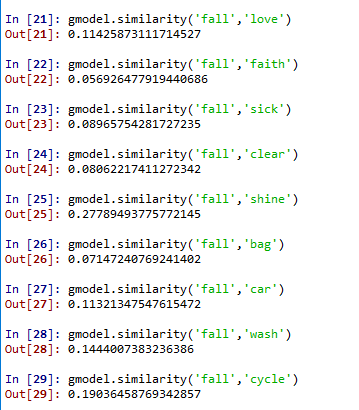 In [21]: gmodel.similarity('fall','love')
Out[21]: 0.11425873111714527
In [22]: gmodel.similarity('fall','faith')
Out[22]: 0.056926477919440686
In [23]: gmodel.similarity('fall','sick')
Out[23]: 0.08965754281727235
In [24]: gmodel.similarity('fall','clear')
Out[24]: 0.08062217411272342
In [25]: gmodel.similarity('fall','shine')
Out[25]: 0.27789493775772145
In [26]: gmodel.similarity('fall','bag')
Out[26]: 0.07147240769241402
In [27]: gmodel.similarity('fall','car')
Out[27]: 0.11321347547615472
In [28]: gmodel.similarity('fall','wash')
Out[28]: 0.1444007383236386
In [29]: gmodel.similarity('fall','cycle')
Out[29]: 0.19036458769342857